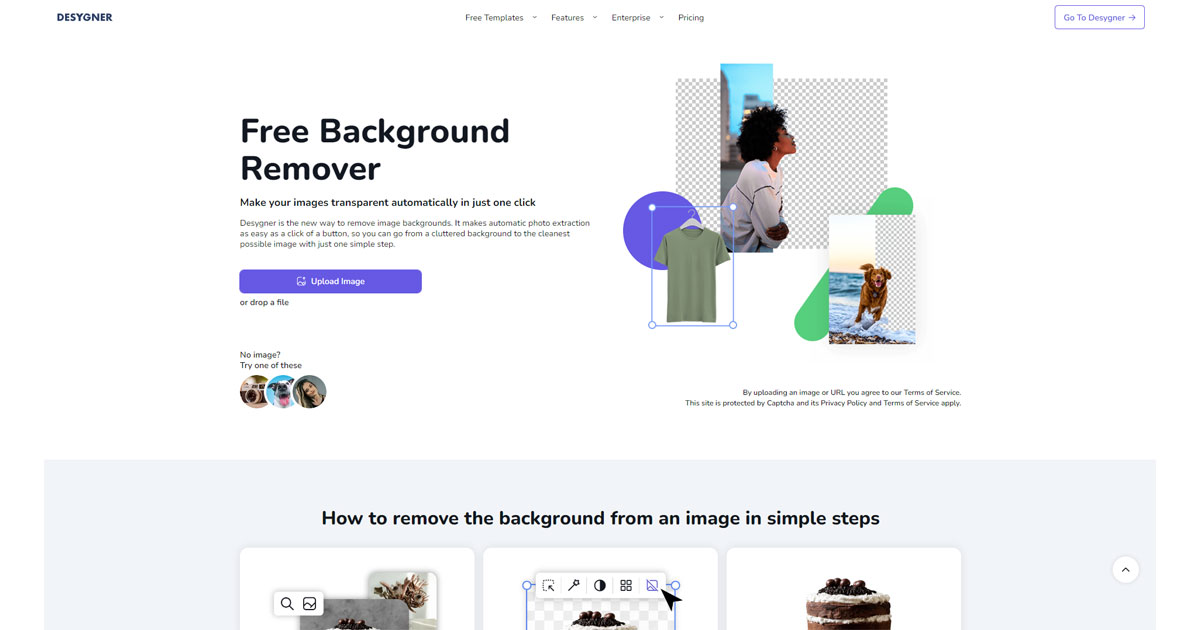 DESYGNER
Free Templates
Features
Enterprise
Pricing
Go To Desygner →
Free Background
Remover
Make your images transparent automatically in just one click
Desygner is the new way to remove image backgrounds. It makes automatic photo extraction
as easy as a click of a button, so you can go from a cluttered background to the cleanest
possible image with just one simple step.
Upload Image
or drop a file
No image?
Try one of these
By uploading an image or URL you agree to our Terms of Service.
This site is protected by Captcha and its Privacy Policy and Terms of Service apply.
How to remove the background from an image in simple steps